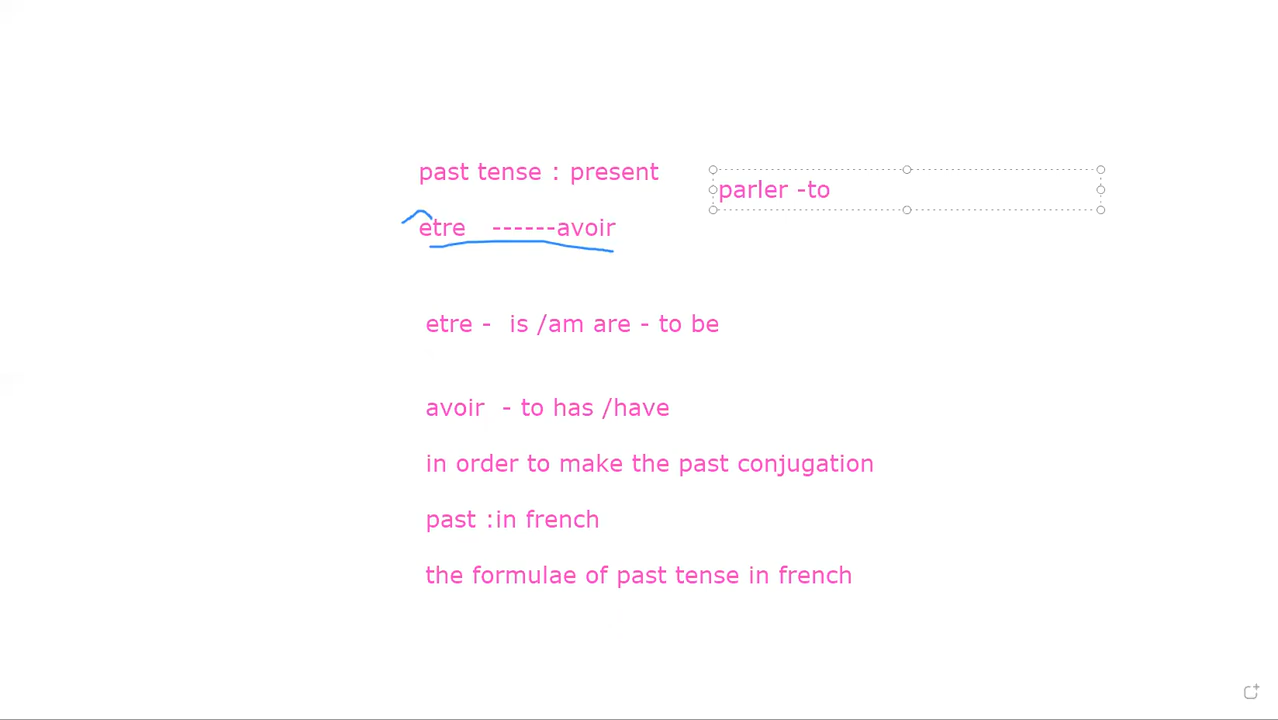 past tense : present
parler -to
etre ------avoir
etre - is /am are - to be
avoir - to has /have
in order to make the past conjugation
past :in french
the formulae of past tense in french